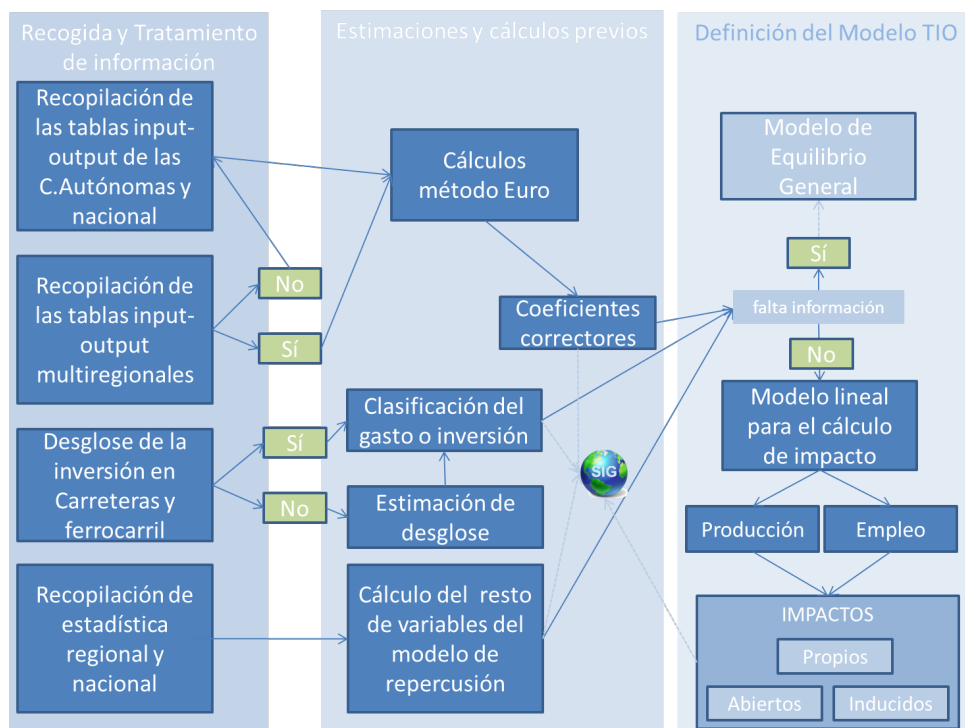 Recogida y Tratamiento
de información
Recopilación de
las tablas input-
output de las
C.Autónomas y
nacional
Recopilación de
las tablas input-
output
multiregionales
Desglose de la
inversión en
Carreteras y
ferrocarril
Recopilación de
estadística
regional y
nacional
No
Sí
Sí
No
Estimaciones y cálculos previos
Cálculos
método Euro
Coeficientes
correctores
Clasificación del
gasto o inversión
Estimación de
desglose
Cálculo del resto
de variables del
modelo de
repercusión
SIG
Definición del Modelo TIO
Modelo de
Equilibrio
General
Sí
falta información
No
Modelo lineal
para el cálculo
de impacto
Producción
Empleo
IMPACTOS
Propios
Abiertos
Inducidos